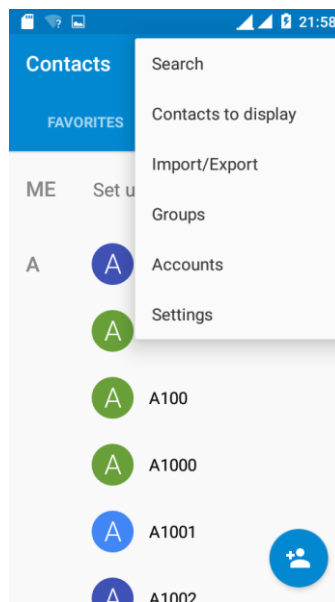 21:58
Contacts
Search
FAVORITES
Contacts to display
Import/Export
ME
Set u
Groups
A
A
Accounts
Settings
A
A
A100
A
A1000
A
A1001
A
A1002